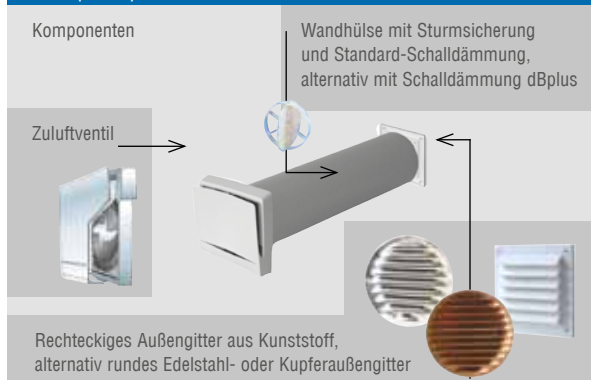 Komponenten
Wandhülse mit Sturmsicherung
und Standard-Schalldämmung,
alternativ mit Schalldämmung dBplus
Zuluftventil
Rechteckiges Außengitter aus Kunststoff,
alternativ rundes Edelstahl- oder Kupferaußengitter